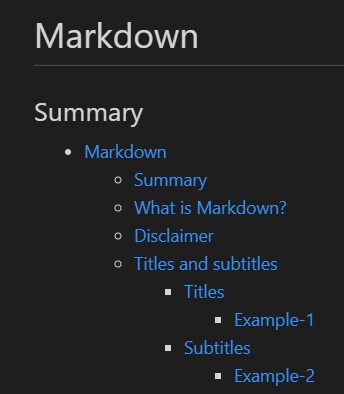 Markdown
Summary
Markdown
Summary
What is Markdown?
Disclaimer
Titles and subtitles
Titles
Example-1
Subtitles
Example-2